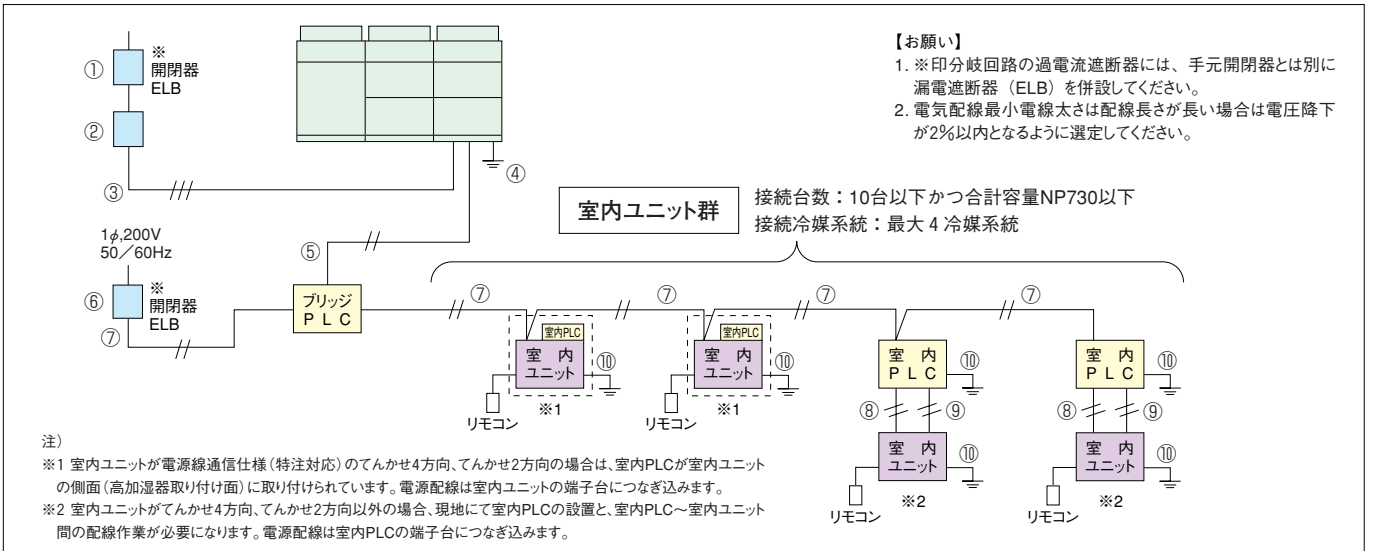 ①
※
開閉器
ELB
②
③
④
【お願い】
1. ※印分岐回路の過電流遮断器には、手元開閉器とは別に
漏電遮断器（ELB）を併設してください。
2. 電気配線最小電線太さは配線長さが長い場合は電圧降下
が2%以内となるように選定してください。
室内ユニット群
接続台数：10台以下かつ合計容量NP730以下
接続冷媒系統：最大 4 冷媒系統
1φ,200V
50／60Hz
⑤
⑥
※
開閉器
ELB
⑦
ブリッジ
PLC
⑦
⑦
⑦
⑦
室内PLC
室内
ユニット
⑩
リモコン
※1
室内PLC
室内
ユニット
⑩
リモコン
※1
室内
PLC
⑩
⑧
⑨
室内
ユニット
⑩
リモコン
※2
室内
PLC
⑩
⑧
⑨
室内
ユニット
⑩
リモコン
※2
注）
※1 室内ユニットが電源線通信仕様（特注対応）のてんかせ4方向、てんかせ2方向の場合は、室内PLCが室内ユニット
の側面（高加湿器取り付け面）に取り付けられています。電源配線は室内ユニットの端子台につなぎ込みます。
※2 室内ユニットがてんかせ4方向、てんかせ2方向以外の場合、現地にて室内PLCの設置と、室内PLC～室内ユニット
間の配線作業が必要になります。電源配線は室内PLCの端子台につなぎ込みます。